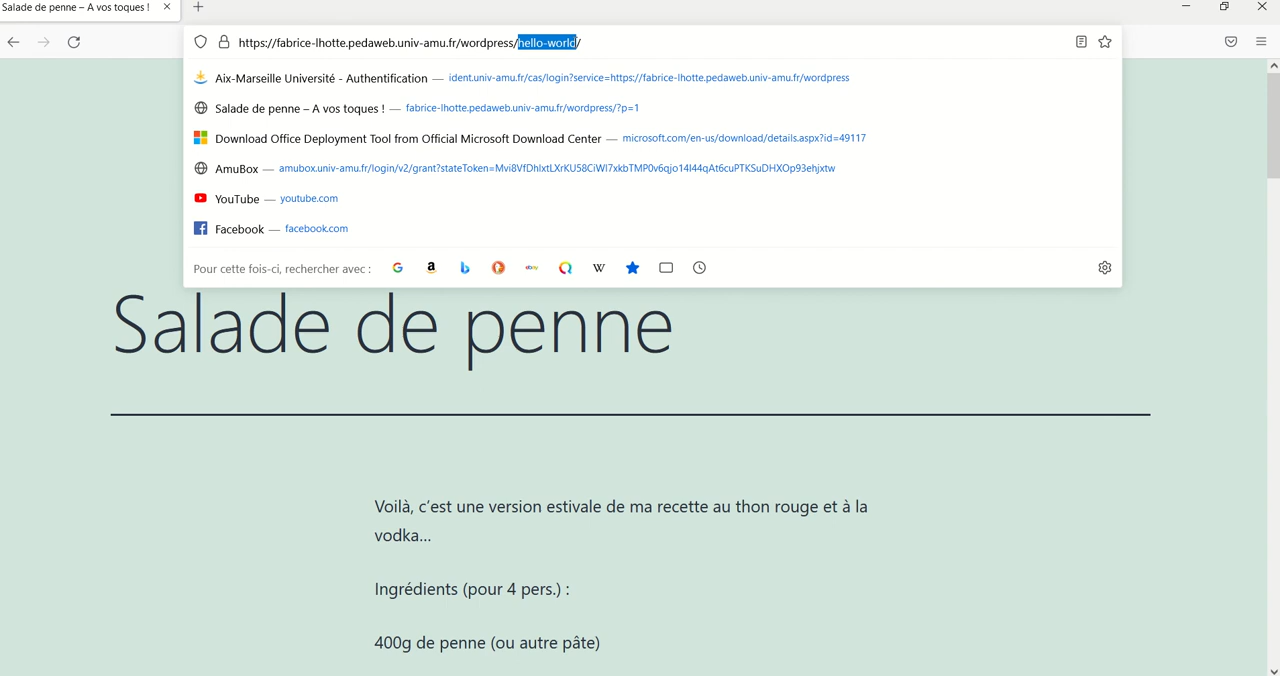 Salade de penne – A vos toques !
https://fabrice-lhotte.pedaweb.univ-amu.fr/wordpress/hello-world/
Aix-Marseille Université - Authentification — ident.univ-amu.fr/cas/login?service=https://fabrice-lhotte.pedaweb.univ-amu.fr/wordpress
Salade de penne – A vos toques ! — fabrice-lhotte.pedaweb.univ-amu.fr/wordpress/?p=1
Download Office Deployment Tool from Official Microsoft Download Center — microsoft.com/en-us/download/details.aspx?id=49117
AmuBox — amubox.univ-amu.fr/login/v2/grant?stateToken=
YouTube — youtube.com
Facebook — facebook.com
Pour cette fois-ci, rechercher avec :
Salade de penne
Voilà, c’est une version estivale de ma recette au thon rouge et à la
vodka…
Ingrédients (pour 4 pers.) :
400g de penne (ou autre pâte)